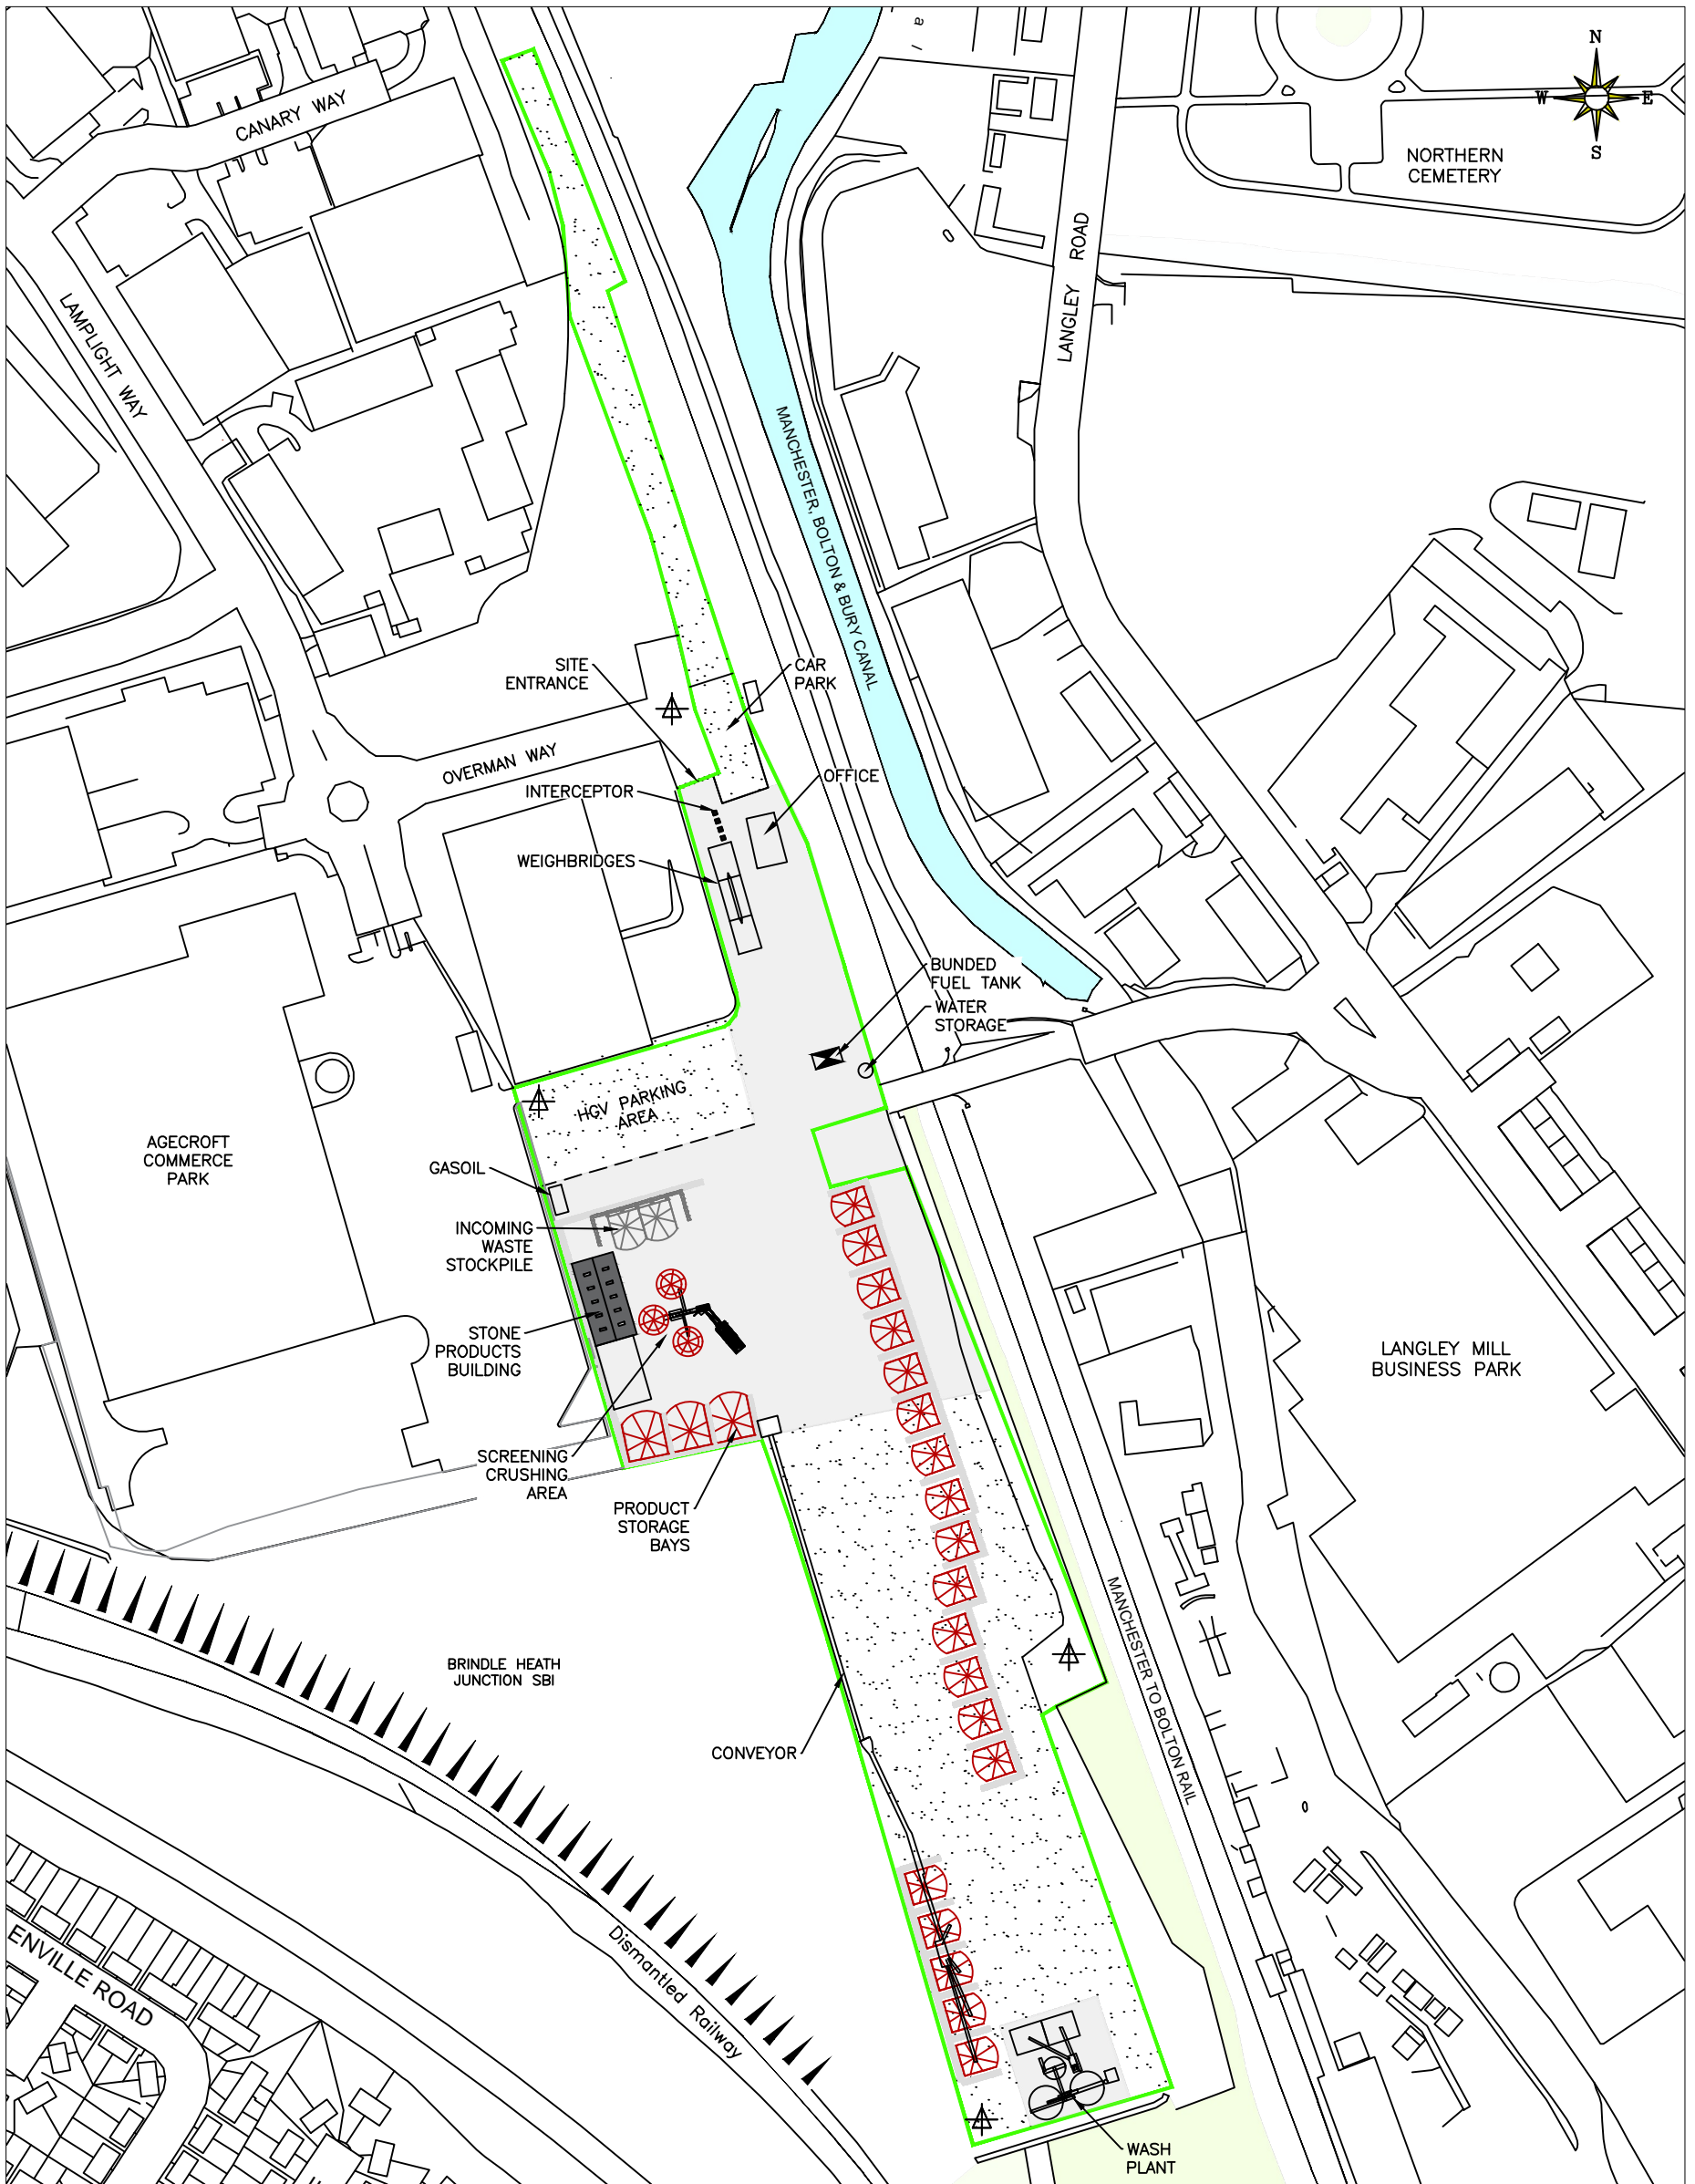 N
W
E
S
CANARY WAY
NORTHERN
CEMETERY
LANGLEY ROAD
LAMPLIGHT WAY
MANCHESTER, BOLTON & BURY CANAL
SITE
ENTRANCE
CAR
PARK
OVERMAN WAY
OFFICE
INTERCEPTOR
WEIGHBRIDGES
BUNDED
FUEL TANK
WATER
STORAGE
HGV PARKING
AREA
AGECROFT
COMMERCE
PARK
GASOIL
INCOMING
WASTE
STOCKPILE
STONE
PRODUCTS
BUILDING
LANGLEY MILL
BUSINESS PARK
SCREENING
CRUSHING
AREA
PRODUCT
STORAGE
BAYS
MANCHESTER TO BOLTON RAIL
BRINDLE HEATH
JUNCTION SBI
CONVEYOR
Dismantled Railway
ENVILLE ROAD
WASH
PLANT